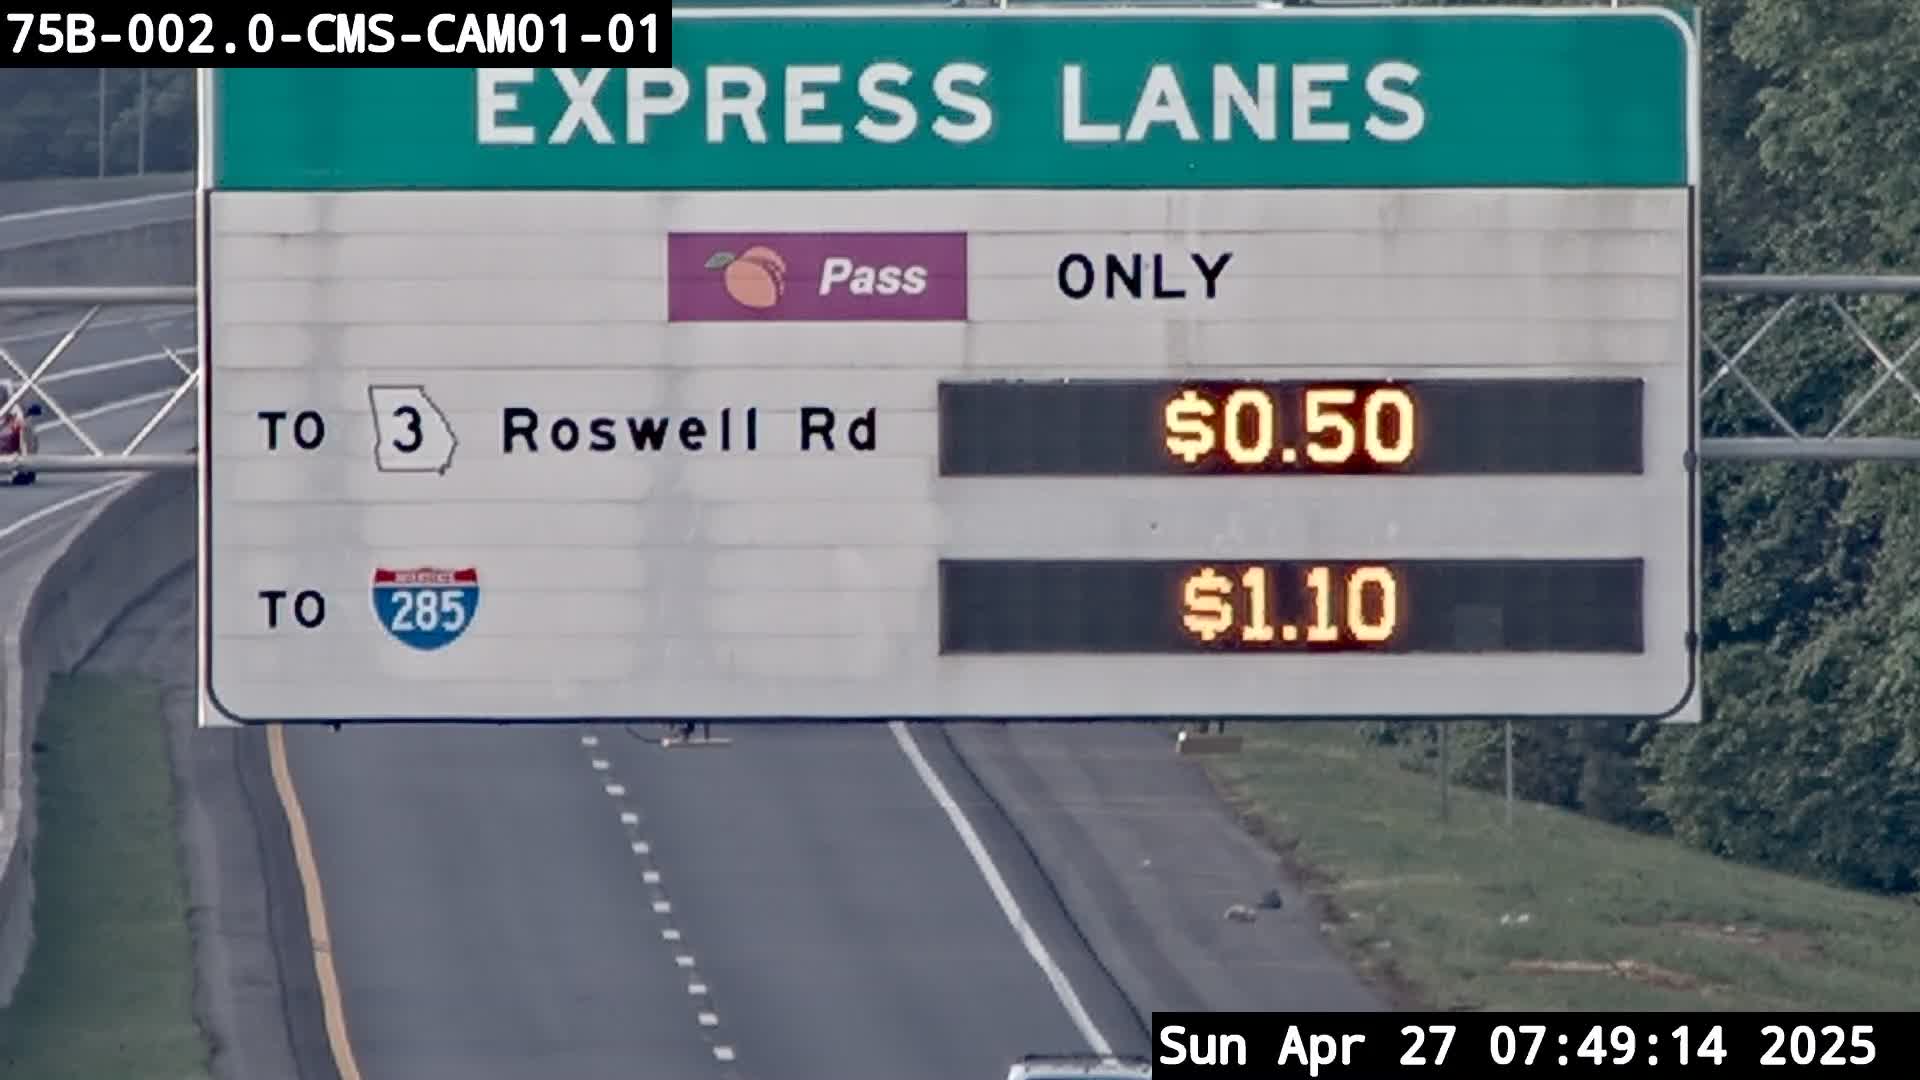 75B-002.0-CMS-CAM01-01
EXPRESS LANES
Pass ONLY
TO 3 Roswell Rd $0.50
TO 285 $1.10
Sun Apr 27 07:49:14 2025